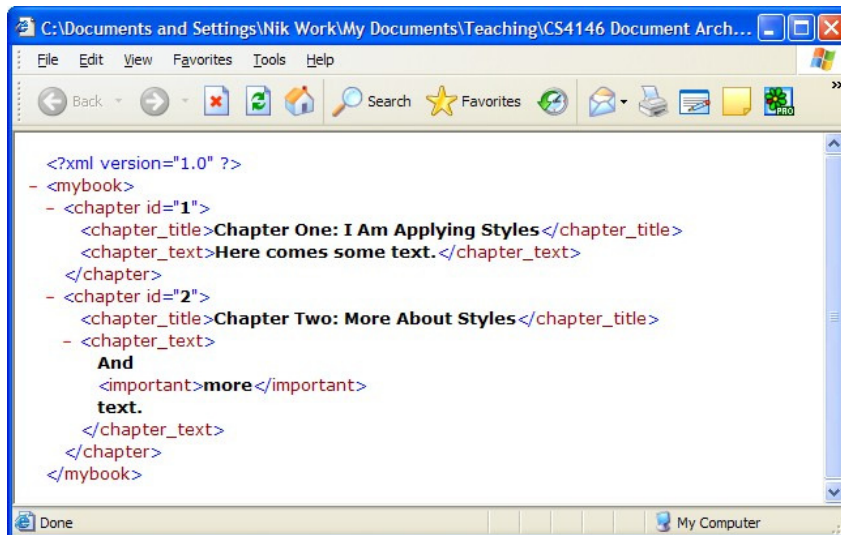 C:\Documents and Settings\Nik Work\My Documents\Teaching\CS4146 Document Arch...
File Edit View Favorites Tools Help
Back Search Favorites PRO »
<?xml version="1.0" ?>
- <mybook>
- <chapter id="1">
<chapter_title>Chapter One: I Am Applying Styles</chapter_title>
<chapter_text>Here comes some text.</chapter_text>
</chapter>
- <chapter id="2">
<chapter_title>Chapter Two: More About Styles</chapter_title>
- <chapter_text>
And
<important>more</important>
text.
</chapter_text>
</chapter>
</mybook>
Done My Computer